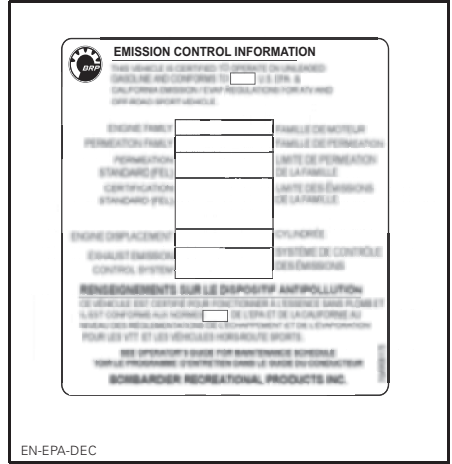 BRP
EMISSION CONTROL INFORMATION
THIS VEHICLE IS CERTIFIED TO OPERATE ON UNLEADED
GASOLINE AND CONFORMS TO U.S. EPA &
CALIFORNIA EMISSION / EVAP REGULATIONS FOR ATV AND
OFF-ROAD SPORT VEHICLE.
ENGINE FAMILY FAMILLE DE MOTEUR
PERMEATION FAMILY FAMILLE DE PERMEATION
PERMEATION LIMITE DE PERMEATION
STANDARD (FEL) DE LA FAMILLE
CERTIFICATION LIMITE DES ÉMISSIONS
STANDARD (FEL) DE LA FAMILLE
ENGINE DISPLACEMENT CYLINDRÉE
EXHAUST EMISSION SYSTÈME DE CONTRÔLE
CONTROL SYSTEM DES ÉMISSIONS
RENSEIGNEMENTS SUR LE DISPOSITIF ANTIPOLLUTION
CE VÉHICULE EST CERTIFIÉ POUR FONCTIONNER À L'ESSENCE SANS PLOMB ET
IL EST CONFORME AUX NORMES DE L'EPA ET DE LA CALIFORNIE AU
NIVEAU DES RÉGLEMENTATIONS DE L'ÉCHAPPEMENT ET DE L'ÉVAPORATION
POUR LES VTT ET LES VÉHICULES HORS-ROUTE SPORTS.
SEE OPERATOR'S GUIDE FOR MAINTENANCE SCHEDULE
VOIR LE PROGRAMME D'ENTRETIEN DANS LE GUIDE DU CONDUCTEUR
BOMBARDIER RECREATIONAL PRODUCTS INC.
EN-EPA-DEC